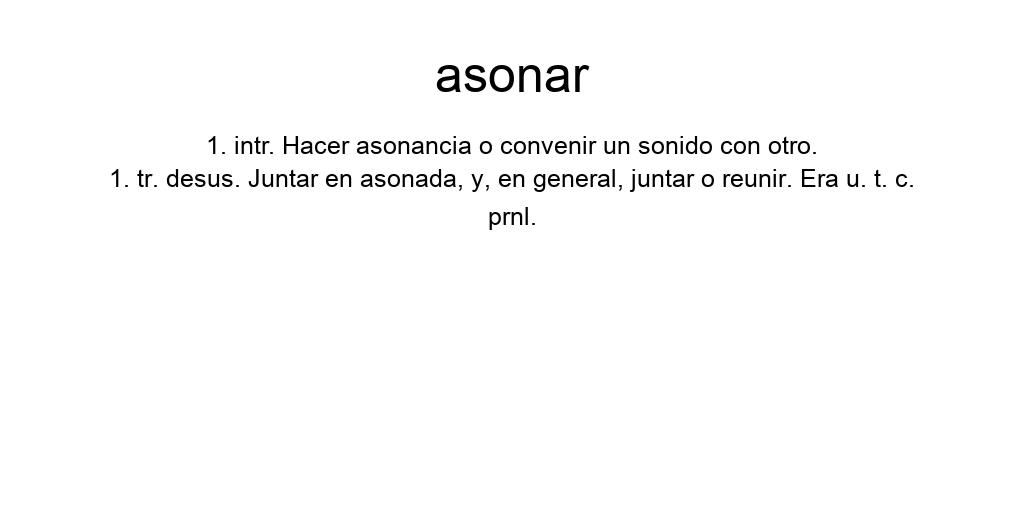 asonar
1. intr. Hacer asonancia o convenir un sonido con otro.
1. tr. desus. Juntar en asonada, y, en general, juntar o reunir. Era u. t. c.
prnl.